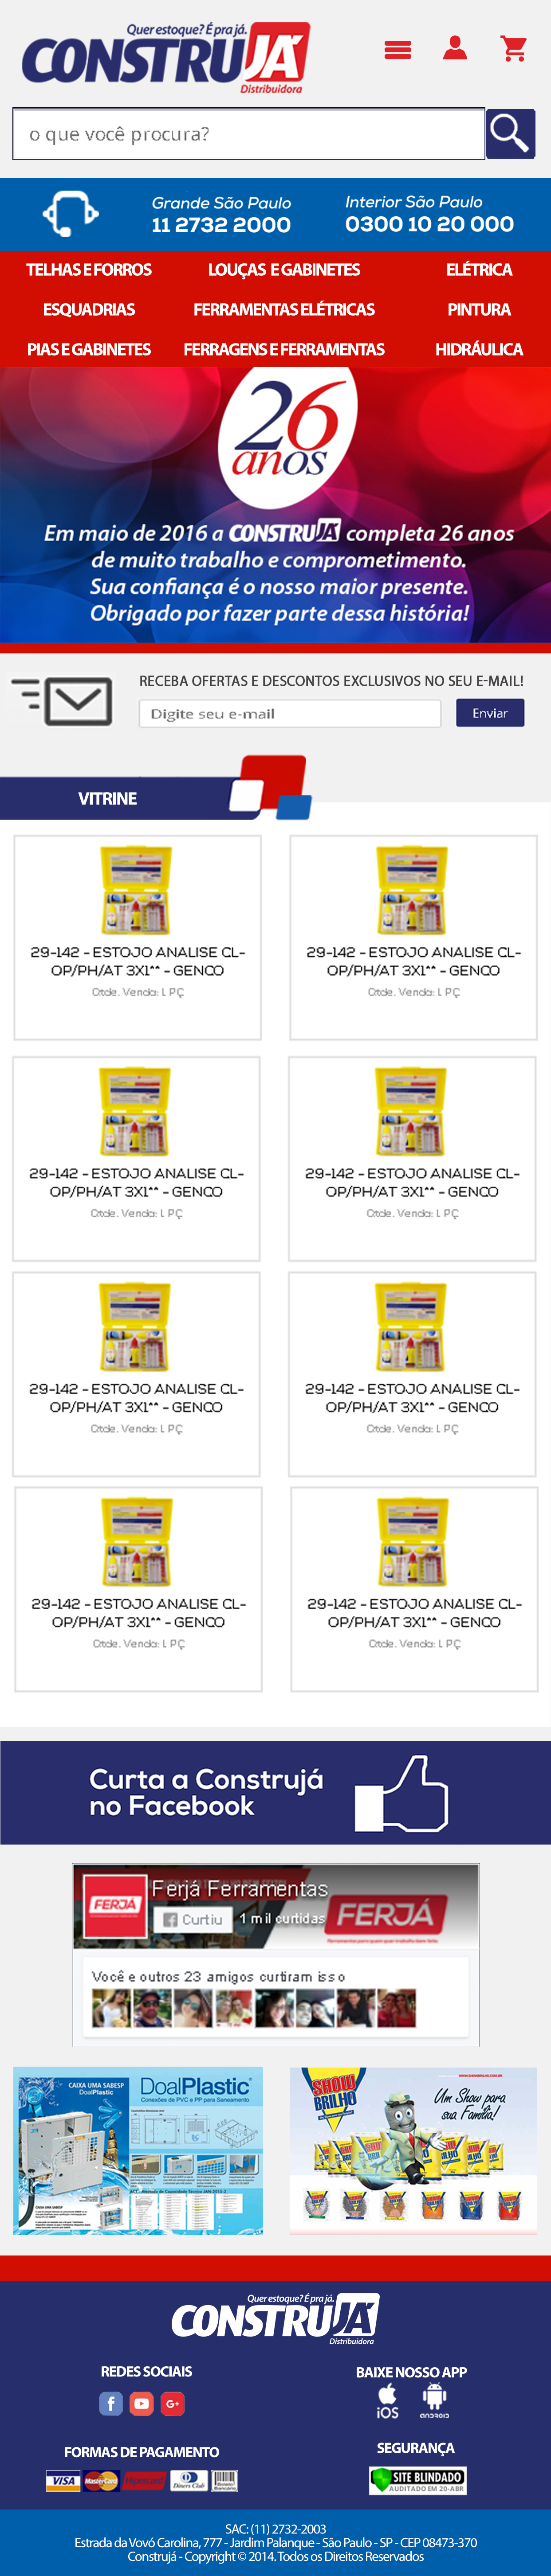 Quer estoque? É pra já.
CONSTRUJÁ
Distribuidora
o que você procura?
Grande São Paulo
11 2732 2000
Interior São Paulo
0300 10 20 000
TELHAS E FORROS LOUÇAS E GABINETES ELÉTRICA
ESQUADRIAS FERRAMENTAS ELÉTRICAS PINTURA
PIAS E GABINETES FERRAGENS E FERRAMENTAS HIDRÁULICA
26
anos
Em maio de 2016 a CONSTRUJÁ completa 26 anos
de muito trabalho e comprometimento.
Sua confiança é o nosso maior presente.
Obrigado por fazer parte dessa história!
RECEBA OFERTAS E DESCONTOS EXCLUSIVOS NO SEU E-MAIL!
Digite seu e-mail
Enviar
VITRINE
29-142 - ESTOJO ANALISE CL-
OP/PH/AT 3X1** - GENCO
Qtde. Venda: 1 PÇ
29-142 - ESTOJO ANALISE CL-
OP/PH/AT 3X1** - GENCO
Qtde. Venda: 1 PÇ
29-142 - ESTOJO ANALISE CL-
OP/PH/AT 3X1** - GENCO
Qtde. Venda: 1 PÇ
29-142 - ESTOJO ANALISE CL-
OP/PH/AT 3X1** - GENCO
Qtde. Venda: 1 PÇ
29-142 - ESTOJO ANALISE CL-
OP/PH/AT 3X1** - GENCO
Qtde. Venda: 1 PÇ
29-142 - ESTOJO ANALISE CL-
OP/PH/AT 3X1** - GENCO
Qtde. Venda: 1 PÇ
29-142 - ESTOJO ANALISE CL-
OP/PH/AT 3X1** - GENCO
Qtde. Venda: 1 PÇ
29-142 - ESTOJO ANALISE CL-
OP/PH/AT 3X1** - GENCO
Qtde. Venda: 1 PÇ
Curta a Construjá
no Facebook
Ferjá Ferramentas
FERJÁ
Curtiu
1 mil curtidas
FERJÁ
Você e outros 23 amigos curtiram isso
CAIXA UMA SABESP
DoalPlastic
DoalPlastic
Conexões de PVC e PP para Saneamento
SHOW
BRILHO
Um Show para
sua Família!
Quer estoque? É pra já.
CONSTRUJÁ
Distribuidora
REDES SOCIAIS
BAIXE NOSSO APP
f
G+
iOS
ANDROID
FORMAS DE PAGAMENTO
SEGURANÇA
VISA MasterCard Hipercard Diners Club
SITE BLINDADO
AUDITADO EM 20-ABR
SAC: (11) 2732-2003
Estrada da Vovó Carolina, 777 - Jardim Palanque - São Paulo - SP - CEP 08473-370
Construjá - Copyright © 2014. Todos os Direitos Reservados